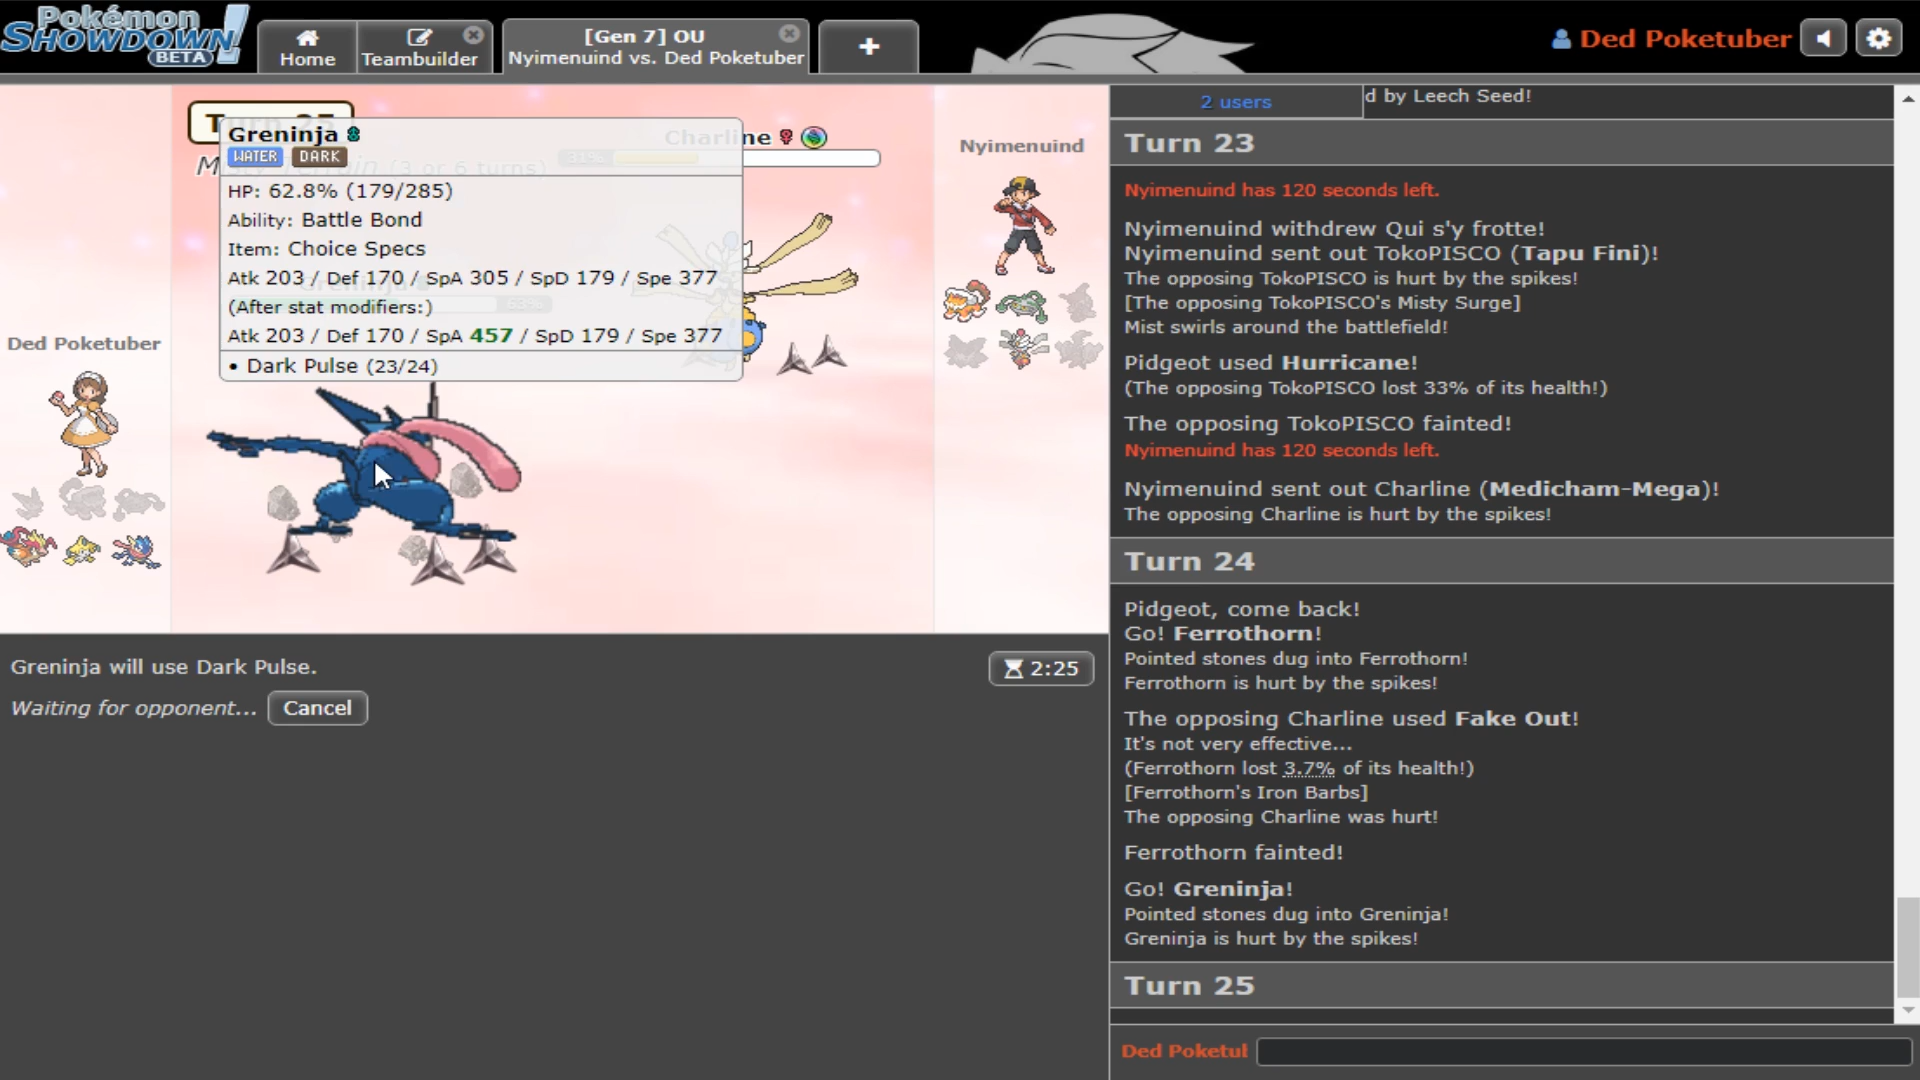 Pokémon
SHOWDOWN!
BETA
Home
Teambuilder
[Gen 7] OU
Nyimenuind vs. Ded Poketuber
+
Ded Poketuber
Charline
31%
Misty Terrain (3 or 6 turns)
Greninja
WATER DARK
HP: 62.8% (179/285)
Ability: Battle Bond
Item: Choice Specs
Atk 203 / Def 170 / SpA 305 / SpD 179 / Spe 377
(After stat modifiers:)
Atk 203 / Def 170 / SpA 457 / SpD 179 / Spe 377
• Dark Pulse (23/24)
Ded Poketuber
Nyimenuind
Greninja will use Dark Pulse.
2:25
Waiting for opponent... Cancel
2 users
d by Leech Seed!
Turn 23
Nyimenuind has 120 seconds left.
Nyimenuind withdrew Qui s'y frotte!
Nyimenuind sent out TokoPISCO (Tapu Fini)!
The opposing TokoPISCO is hurt by the spikes!
[The opposing TokoPISCO's Misty Surge]
Mist swirls around the battlefield!
Pidgeot used Hurricane!
(The opposing TokoPISCO lost 33% of its health!)
The opposing TokoPISCO fainted!
Nyimenuind has 120 seconds left.
Nyimenuind sent out Charline (Medicham-Mega)!
The opposing Charline is hurt by the spikes!
Turn 24
Pidgeot, come back!
Go! Ferrothorn!
Pointed stones dug into Ferrothorn!
Ferrothorn is hurt by the spikes!
The opposing Charline used Fake Out!
It's not very effective...
(Ferrothorn lost 3.7% of its health!)
[Ferrothorn's Iron Barbs]
The opposing Charline was hurt!
Ferrothorn fainted!
Go! Greninja!
Pointed stones dug into Greninja!
Greninja is hurt by the spikes!
Turn 25
Ded Poketul